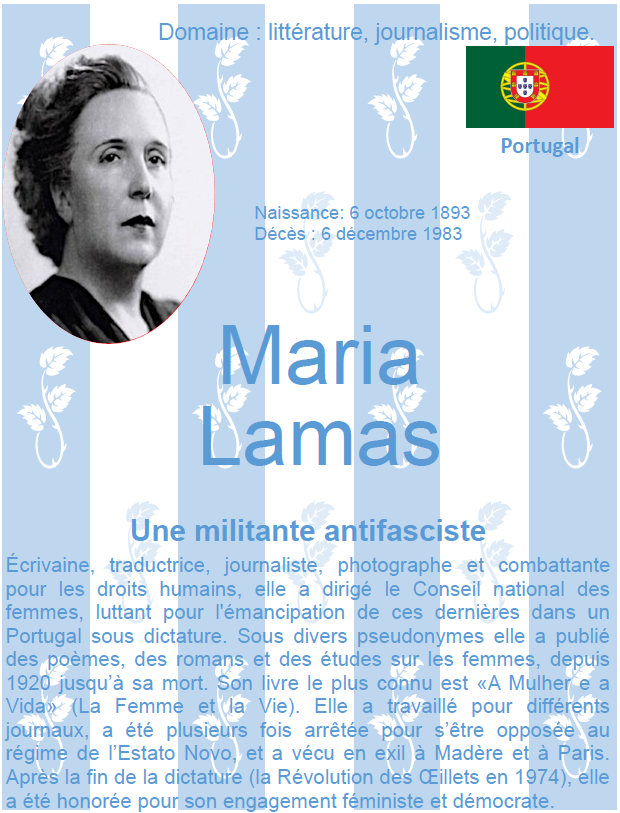 Domaine : littérature, journalisme, politique.
Portugal
Naissance: 6 octobre 1893
Décès : 6 décembre 1983
Maria
Lamas
Une militante antifasciste
Écrivaine, traductrice, journaliste, photographe et combattante
pour les droits humains, elle a dirigé le Conseil national des
femmes, luttant pour l'émancipation de ces dernières dans un
Portugal sous dictature. Sous divers pseudonymes elle a publié
des poèmes, des romans et des études sur les femmes, depuis
1920 jusqu’à sa mort. Son livre le plus connu est «A Mulher e a
Vida» (La Femme et la Vie). Elle a travaillé pour différents
journaux, a été plusieurs fois arrêtée pour s’être opposée au
régime de l’Estato Novo, et a vécu en exil à Madère et à Paris.
Après la fin de la dictature (la Révolution des Œillets en 1974), elle
a été honorée pour son engagement féministe et démocrate.